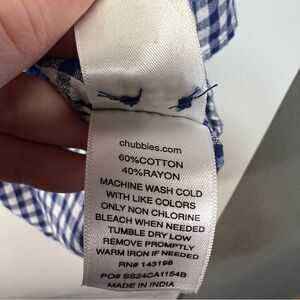 chubbies.com
60%COTTON
40%RAYON
MACHINE WASH COLD
WITH LIKE COLORS
ONLY NON CHLORINE
BLEACH WHEN NEEDED
TUMBLE DRY LOW
REMOVE PROMPTLY
WARM IRON IF NEEDED
RN# 143198
PO# SS24CA1154B
MADE IN INDIA